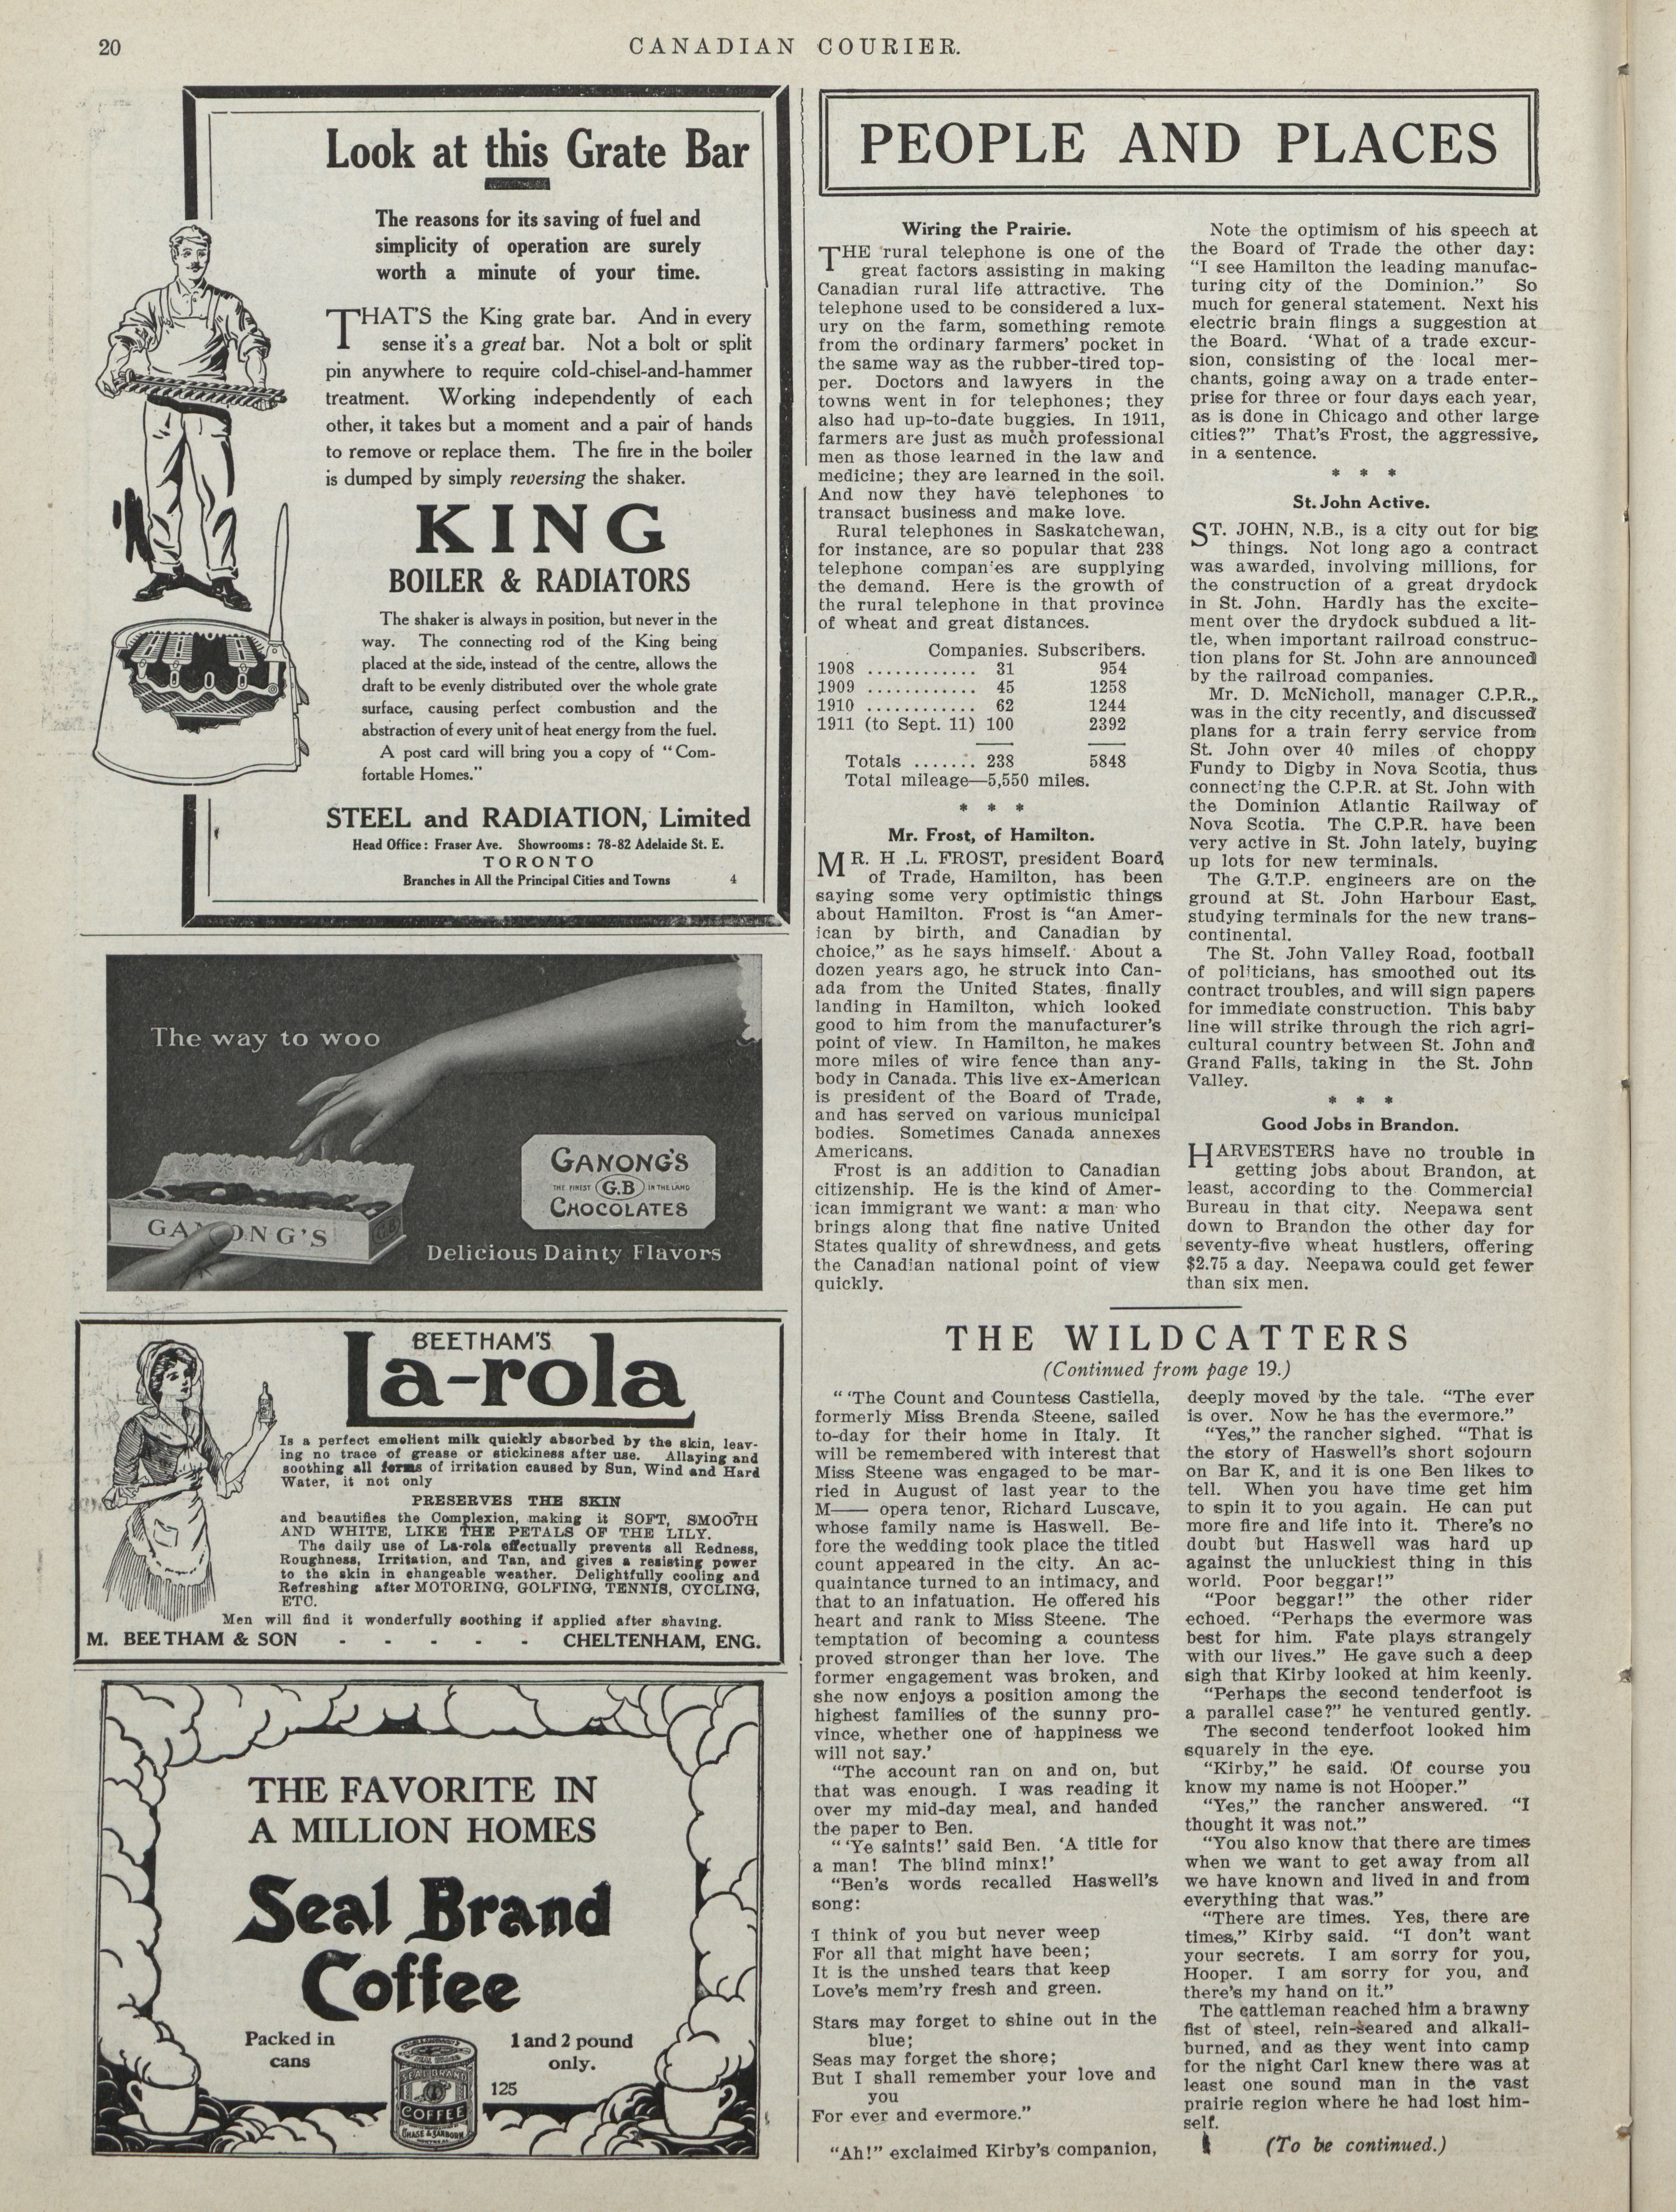 20
CANADIAN COURIER.
Look at this Grate Bar
The reasons for its saving of fuel and
simplicity of operation are surely
worth a minute of your time.
THAT'S the King grate bar. And in every
sense it's a great bar. Not a bolt or split
pin anywhere to require cold-chisel-and-hammer
treatment. Working independently of each
other, it takes but a moment and a pair of hands
to remove or replace them. The fire in the boiler
is dumped by simply reversing the shaker.
KING
BOILER & RADIATORS
The shaker is always in position, but never in the
way. The connecting rod of the King being
placed at the side, instead of the centre, allows the
draft to be evenly distributed over the whole grate
surface, causing perfect combustion and the
abstraction of every unit of heat energy from the fuel.
A post card will bring you a copy of "Com-
fortable Homes."
STEEL and RADIATION, Limited
Head Office: Fraser Ave. Showrooms: 78-82 Adelaide St. E.
TORONTO
Branches in All the Principal Cities and Towns 4
The way to woo
GANONG'S
THE FINEST G.B IN THE LAND
CHOCOLATES
GANONG'S
G.B
Delicious Dainty Flavors
BEETHAM'S
La-rola
Is a perfect emolient milk quickly absorbed by the skin, leav-
ing no trace of grease or stickiness after use. Allaying and
soothing all forms of irritation caused by Sun, Wind and Hard
Water, it not only
PRESERVES THE SKIN
and beautifies the Complexion, making it SOFT, SMOOTH
AND WHITE, LIKE THE PETALS OF THE LILY.
The daily use of La-rola effectually prevents all Redness,
Roughness, Irritation, and Tan, and gives a resisting power
to the skin in changeable weather. Delightfully cooling and
Refreshing after MOTORING, GOLFING, TENNIS, CYCLING,
ETC.
Men will find it wonderfully soothing if applied after shaving.
M. BEETHAM & SON - - - - - CHELTENHAM, ENG.
THE FAVORITE IN
A MILLION HOMES
Seal Brand
Coffee
Packed in
cans
1 and 2 pound
only.
125
SEAL BRAND
COFFEE
CHASE & SANBORN
PEOPLE AND PLACES
Wiring the Prairie.
THE rural telephone is one of the
great factors assisting in making
Canadian rural life attractive. The
telephone used to be considered a lux-
ury on the farm, something remote
from the ordinary farmers' pocket in
the same way as the rubber-tired top-
per. Doctors and lawyers in the
towns went in for telephones; they
also had up-to-date buggies. In 1911,
farmers are just as much professional
men as those learned in the law and
medicine; they are learned in the soil.
And now they have telephones to
transact business and make love.
Rural telephones in Saskatchewan,
for instance, are so popular that 238
telephone companies are supplying
the demand. Here is the growth of
the rural telephone in that province
of wheat and great distances.
Companies. Subscribers.
1908 ............ 31 954
1909 ............ 45 1258
1910 ............ 62 1244
1911 (to Sept. 11) 100 2392
Totals ....... 238 5848
Total mileage—5,550 miles.
* * *
Mr. Frost, of Hamilton.
MR. H .L. FROST, president Board
of Trade, Hamilton, has been
saying some very optimistic things
about Hamilton. Frost is "an Amer-
ican by birth, and Canadian by
choice," as he says himself. About a
dozen years ago, he struck into Can-
ada from the United States, finally
landing in Hamilton, which looked
good to him from the manufacturer's
point of view. In Hamilton, he makes
more miles of wire fence than any-
body in Canada. This live ex-American
is president of the Board of Trade,
and has served on various municipal
bodies. Sometimes Canada annexes
Americans.
Frost is an addition to Canadian
citizenship. He is the kind of Amer-
ican immigrant we want: a man who
brings along that fine native United
States quality of shrewdness, and gets
the Canadian national point of view
quickly.
Note the optimism of his speech at
the Board of Trade the other day:
"I see Hamilton the leading manufac-
turing city of the Dominion." So
much for general statement. Next his
electric brain flings a suggestion at
the Board. 'What of a trade excur-
sion, consisting of the local mer-
chants, going away on a trade enter-
prise for three or four days each year,
as is done in Chicago and other large
cities?" That's Frost, the aggressive,
in a sentence.
* * *
St. John Active.
ST. JOHN, N.B., is a city out for big
things. Not long ago a contract
was awarded, involving millions, for
the construction of a great drydock
in St. John. Hardly has the excite-
ment over the drydock subdued a lit-
tle, when important railroad construc-
tion plans for St. John are announced
by the railroad companies.
Mr. D. McNicholl, manager C.P.R.,
was in the city recently, and discussed
plans for a train ferry service from
St. John over 40 miles of choppy
Fundy to Digby in Nova Scotia, thus
connecting the C.P.R. at St. John with
the Dominion Atlantic Railway of
Nova Scotia. The C.P.R. have been
very active in St. John lately, buying
up lots for new terminals.
The G.T.P. engineers are on the
ground at St. John Harbour East,
studying terminals for the new trans-
continental.
The St. John Valley Road, football
of politicians, has smoothed out its
contract troubles, and will sign papers
for immediate construction. This baby
line will strike through the rich agri-
cultural country between St. John and
Grand Falls, taking in the St. John
Valley.
* * *
Good Jobs in Brandon.
HARVESTERS have no trouble in
getting jobs about Brandon, at
least, according to the Commercial
Bureau in that city. Neepawa sent
down to Brandon the other day for
seventy-five wheat hustlers, offering
$2.75 a day. Neepawa could get fewer
than six men.
THE WILDCATTERS
(Continued from page 19.)
" 'The Count and Countess Castiella,
formerly Miss Brenda Steene, sailed
to-day for their home in Italy. It
will be remembered with interest that
Miss Steene was engaged to be mar-
ried in August of last year to the
M—— opera tenor, Richard Luscave,
whose family name is Haswell. Be-
fore the wedding took place the titled
count appeared in the city. An ac-
quaintance turned to an intimacy, and
that to an infatuation. He offered his
heart and rank to Miss Steene. The
temptation of becoming a countess
proved stronger than her love. The
former engagement was broken, and
she now enjoys a position among the
highest families of the sunny pro-
vince, whether one of happiness we
will not say.'
"The account ran on and on, but
that was enough. I was reading it
over my mid-day meal, and handed
the paper to Ben.
" 'Ye saints!' said Ben. 'A title for
a man! The blind minx!'
"Ben's words recalled Haswell's
song:
I think of you but never weep
For all that might have been;
It is the unshed tears that keep
Love's mem'ry fresh and green.
Stars may forget to shine out in the
blue;
Seas may forget the shore;
But I shall remember your love and
you
For ever and evermore."
"Ah!" exclaimed Kirby's companion,
deeply moved by the tale. "The ever
is over. Now he has the evermore."
"Yes," the rancher sighed. "That is
the story of Haswell's short sojourn
on Bar K, and it is one Ben likes to
tell. When you have time get him
to spin it to you again. He can put
more fire and life into it. There's no
doubt but Haswell was hard up
against the unluckiest thing in this
world. Poor beggar!"
"Poor beggar!" the other rider
echoed. "Perhaps the evermore was
best for him. Fate plays strangely
with our lives." He gave such a deep
sigh that Kirby looked at him keenly.
"Perhaps the second tenderfoot is
a parallel case?" he ventured gently.
The second tenderfoot looked him
squarely in the eye.
"Kirby," he said. Of course you
know my name is not Hooper."
"Yes," the rancher answered. "I
thought it was not."
"You also know that there are times
when we want to get away from all
we have known and lived in and from
everything that was."
"There are times. Yes, there are
times," Kirby said. "I don't want
your secrets. I am sorry for you,
Hooper. I am sorry for you, and
there's my hand on it."
The cattleman reached him a brawny
fist of steel, rein-seared and alkali-
burned, and as they went into camp
for the night Carl knew there was at
least one sound man in the vast
prairie region where he had lost him-
self.
(To be continued.)